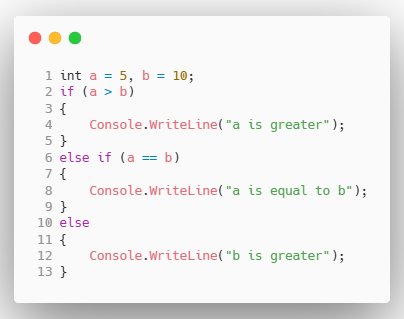 1 int a = 5, b = 10;
2 if (a > b)
3 {
4     Console.WriteLine("a is greater");
5 }
6 else if (a == b)
7 {
8     Console.WriteLine("a is equal to b");
9 }
10 else
11 {
12     Console.WriteLine("b is greater");
13 }